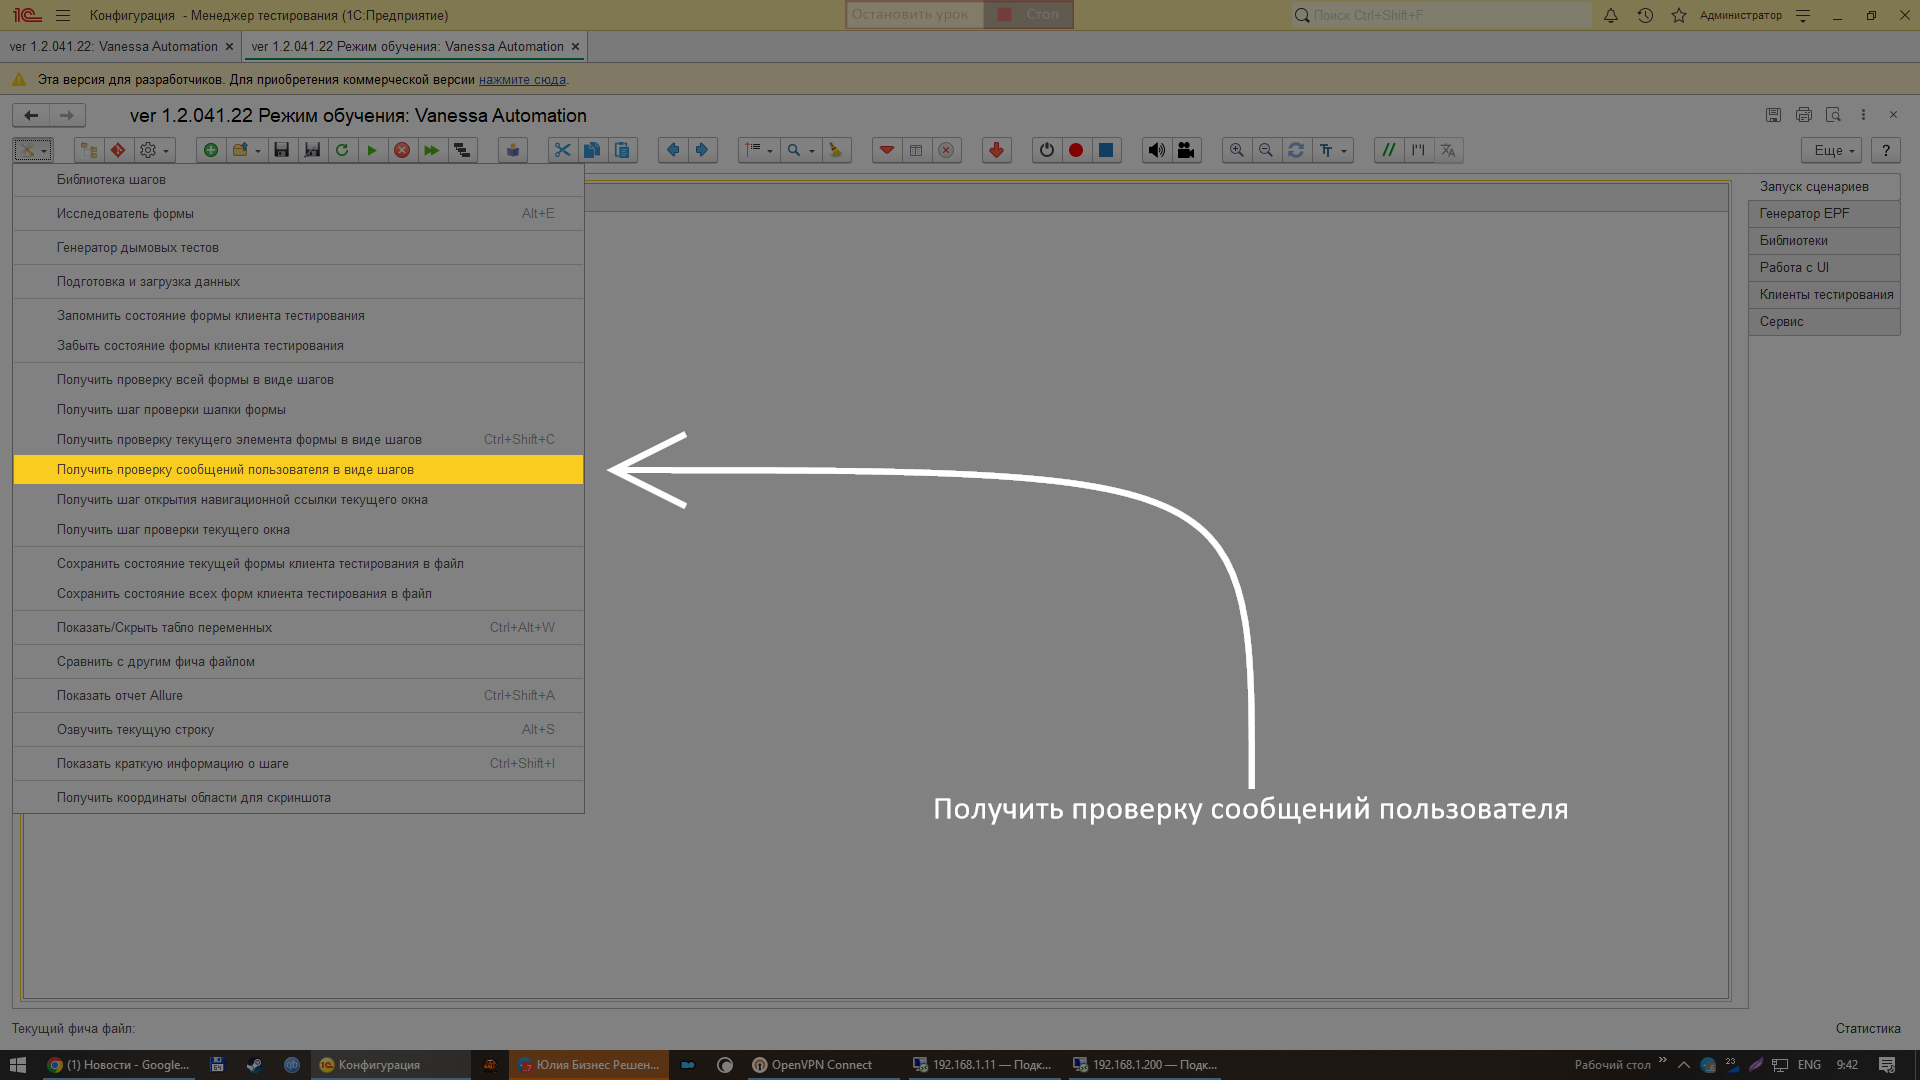 Конфигурация - Менеджер тестирования (1С:Предприятие)
Остановить урок Стоп
Поиск Ctrl+Shift+F
Администратор
ver 1.2.041.22: Vanessa Automation
ver 1.2.041.22 Режим обучения: Vanessa Automation
Эта версия для разработчиков. Для приобретения коммерческой версии нажмите сюда.
ver 1.2.041.22 Режим обучения: Vanessa Automation
Еще
?
Библиотека шагов
Исследователь формы Alt+E
Генератор дымовых тестов
Подготовка и загрузка данных
Запомнить состояние формы клиента тестирования
Забыть состояние формы клиента тестирования
Получить проверку всей формы в виде шагов
Получить шаг проверки шапки формы
Получить проверку текущего элемента формы в виде шагов Ctrl+Shift+C
Получить проверку сообщений пользователя в виде шагов
Получить шаг открытия навигационной ссылки текущего окна
Получить шаг проверки текущего окна
Сохранить состояние текущей формы клиента тестирования в файл
Сохранить состояние всех форм клиента тестирования в файл
Показать/Скрыть табло переменных Ctrl+Alt+W
Сравнить с другим фича файлом
Показать отчет Allure Ctrl+Shift+A
Озвучить текущую строку Alt+S
Показать краткую информацию о шаге Ctrl+Shift+I
Получить координаты области для скриншота
Запуск сценариев
Генератор EPF
Библиотеки
Работа с UI
Клиенты тестирования
Сервис
Получить проверку сообщений пользователя
Текущий фича файл:
Статистика
(1) Новости - Google...
Конфигурация
Юлия Бизнес Решен...
OpenVPN Connect
192.168.1.11 — Подк...
192.168.1.200 — Подк...
Рабочий стол
23
ENG
9:42